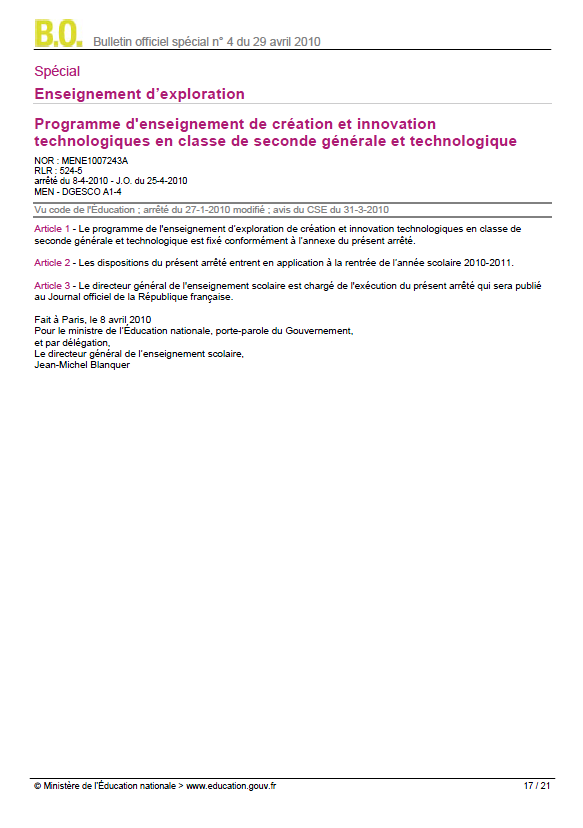 B.O. Bulletin officiel spécial n° 4 du 29 avril 2010
Spécial
Enseignement d'exploration
Programme d'enseignement de création et innovation
technologiques en classe de seconde générale et technologique
NOR : MENE1007243A
RLR : 524-5
arrêté du 8-4-2010 - J.O. du 25-4-2010
MEN - DGESCO A1-4
Vu code de l'Éducation ; arrêté du 27-1-2010 modifié ; avis du CSE du 31-3-2010
Article 1 - Le programme de l'enseignement d'exploration de création et innovation technologiques en classe de
seconde générale et technologique est fixé conformément à l'annexe du présent arrêté.
Article 2 - Les dispositions du présent arrêté entrent en application à la rentrée de l'année scolaire 2010-2011.
Article 3 - Le directeur général de l'enseignement scolaire est chargé de l'exécution du présent arrêté qui sera publié
au Journal officiel de la République française.
Fait à Paris, le 8 avril 2010
Pour le ministre de l'Éducation nationale, porte-parole du Gouvernement,
et par délégation,
Le directeur général de l'enseignement scolaire,
Jean-Michel Blanquer
© Ministère de l'Éducation nationale > www.education.gouv.fr 17 / 21